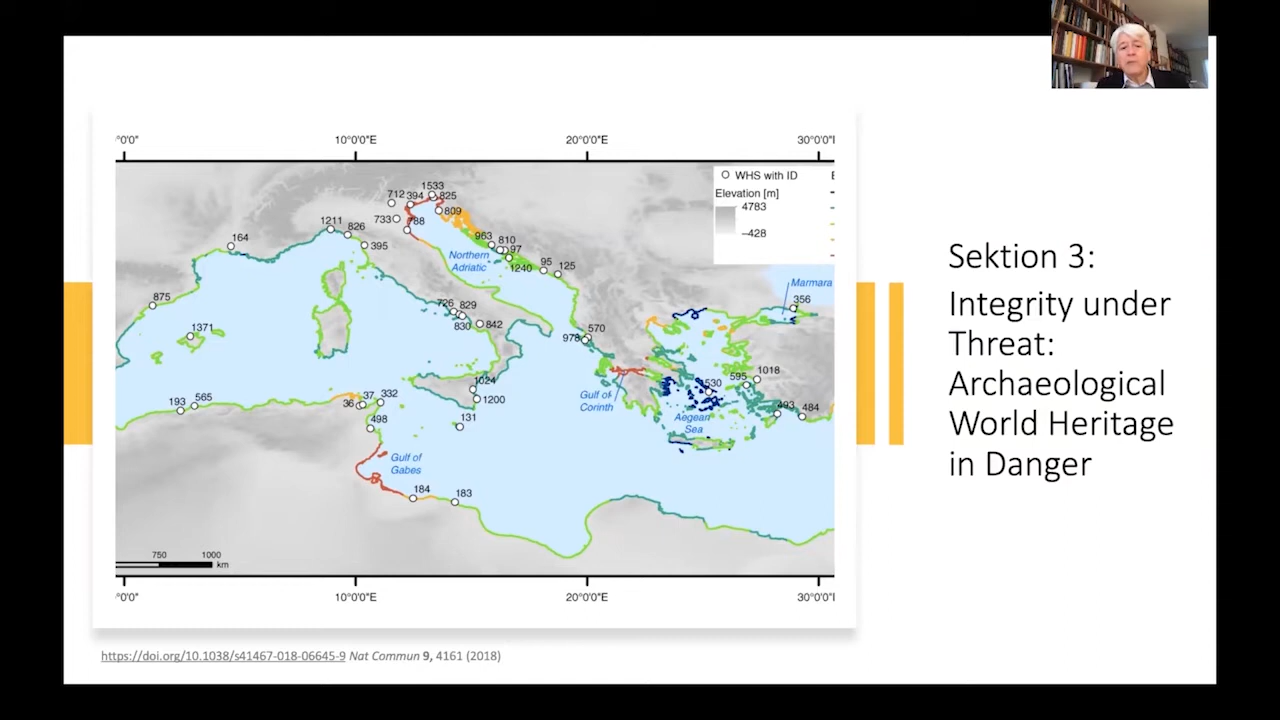 °0'0"
10°0'0"E
20°0'0"E
30°0'0"I
WHS with ID
E
Elevation [m]
4783
–428
1533
712
394
825
809
733
788
1211
826
395
164
963
810
97
1240
95
125
Northern
Adriatic
Marmara
356
875
1371
726
829
830
842
570
978
1024
1200
Gulf of
Corinth
530
595
1018
493
484
Aegean
Sea
193
565
36
37
332
498
131
Gulf of
Gabes
184
183
750
1000
km
°0'0"
10°0'0"E
20°0'0"E
30°0'0"I
Sektion 3:
Integrity under
Threat:
Archaeological
World Heritage
in Danger
https://doi.org/10.1038/s41467-018-06645-9 Nat Commun 9, 4161 (2018)